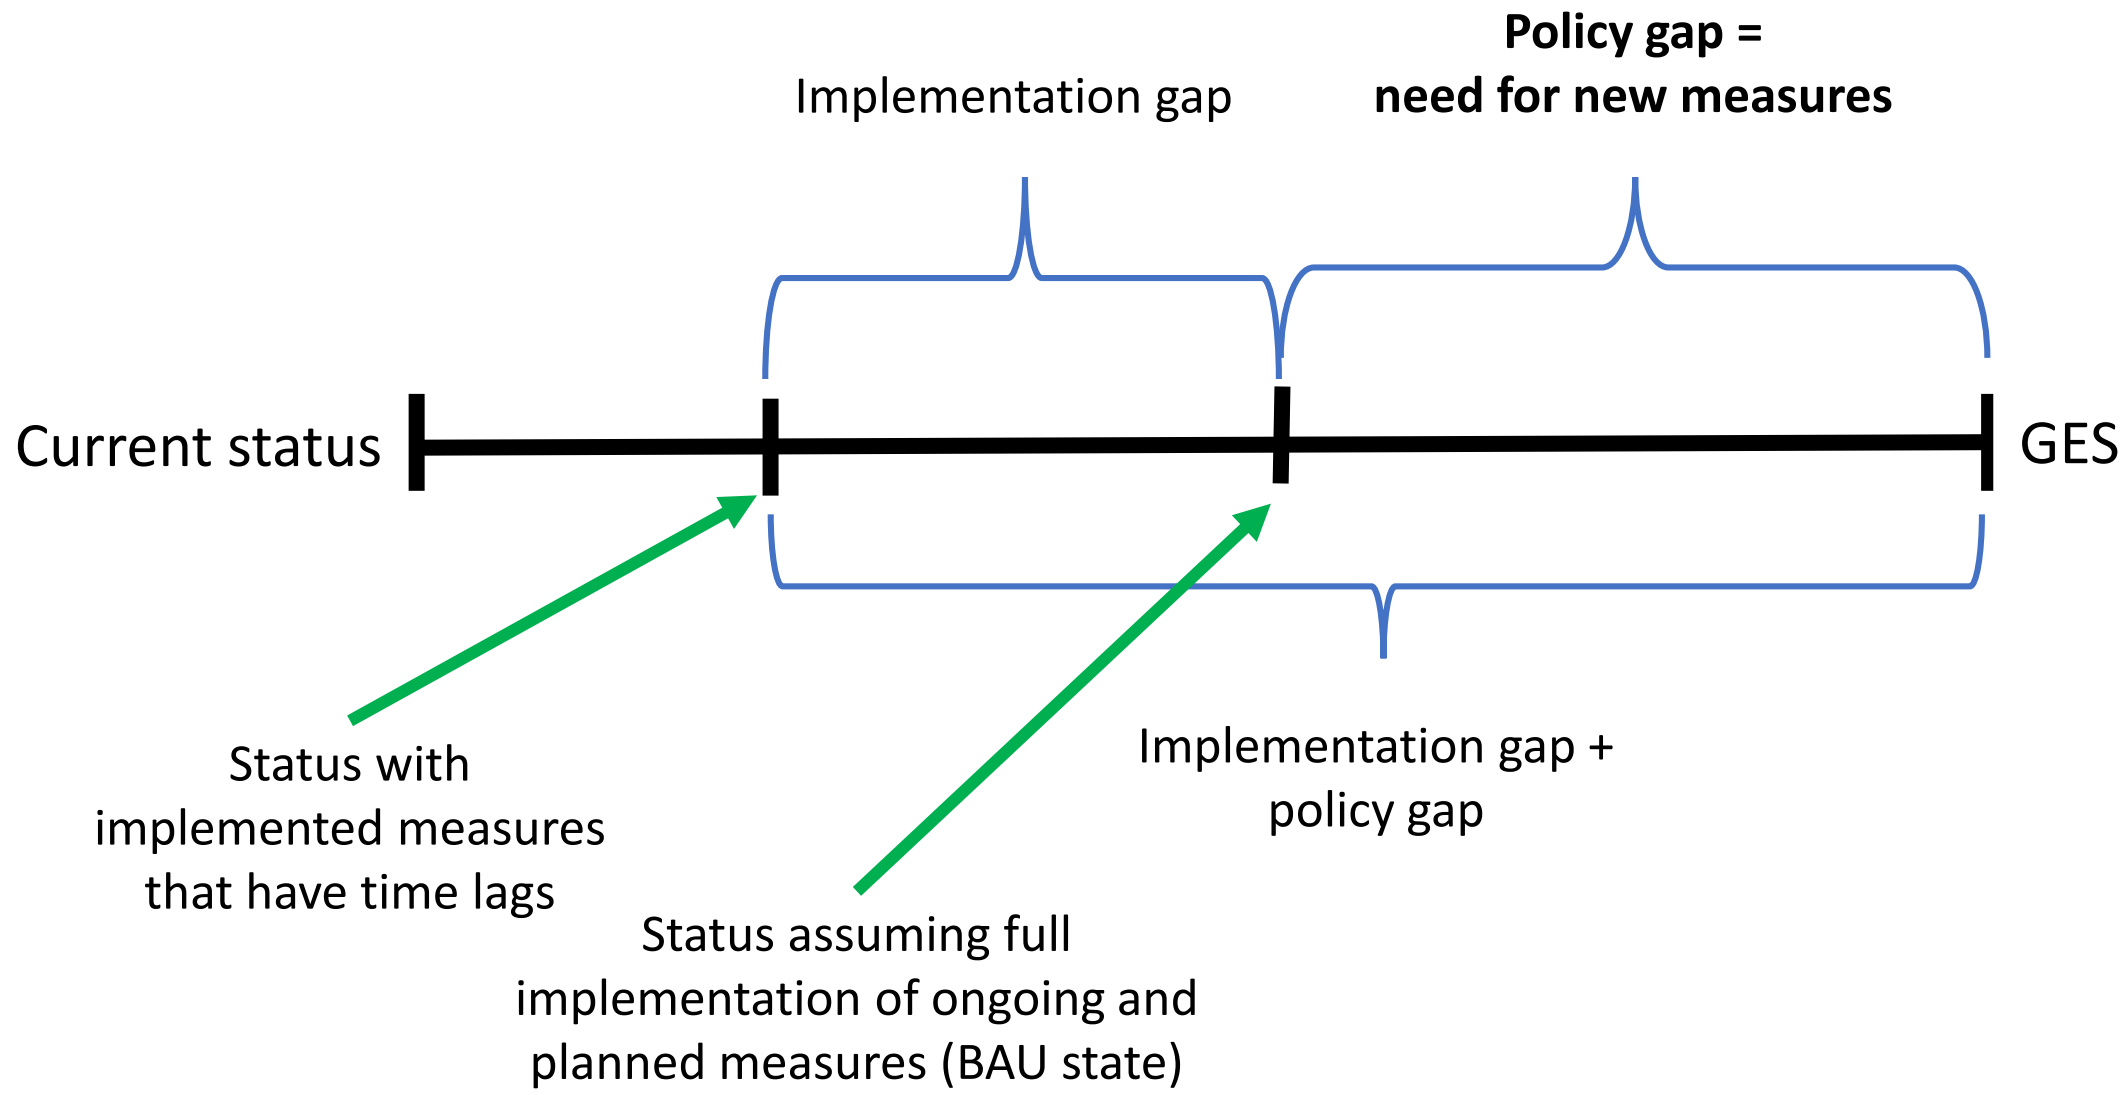 Policy gap =
need for new measures
Implementation gap
Current status
GES
Status with
implemented measures
that have time lags
Implementation gap +
policy gap
Status assuming full
implementation of ongoing and
planned measures (BAU state)